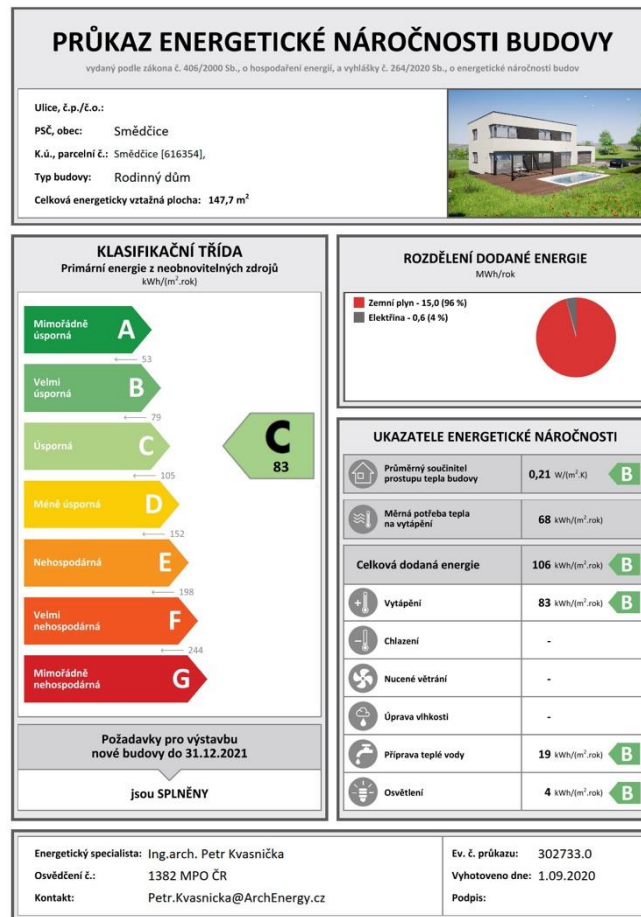 PRŮKAZ ENERGETICKÉ NÁROČNOSTI BUDOVY
vydaný podle zákona č. 406/2000 Sb., o hospodaření energií, a vyhlášky č. 264/2020 Sb., o energetické náročnosti budov
Ulice, č.p./č.o.:
PSČ, obec: Smědčice
K.ú., parcelní č.: Smědčice [616354],
Typ budovy: Rodinný dům
Celková energeticky vztažná plocha: 147,7 m²
KLASIFIKAČNÍ TŘÍDA
Primární energie z neobnovitelných zdrojů
kWh/(m².rok)
Mimořádně
úsporná
A
53
Velmi
úsporná
B
79
Úsporná
C
105
Méně úsporná
D
152
Nehospodárná
E
198
Velmi
nehospodárná
F
244
Mimořádně
nehospodárná
G
C
83
Požadavky pro výstavbu
nové budovy do 31.12.2021
jsou SPLNĚNY
ROZDĚLENÍ DODANÉ ENERGIE
MWh/rok
Zemní plyn - 15,0 (96 %)
Elektřina - 0,6 (4 %)
UKAZATELE ENERGETICKÉ NÁROČNOSTI
Průměrný součinitel
prostupu tepla budovy
0,21 W/(m².K) B
Měrná potřeba tepla
na vytápění
68 kWh/(m².rok)
Celková dodaná energie 106 kWh/(m².rok) B
Vytápění 83 kWh/(m².rok) B
Chlazení -
Nucené větrání -
Úprava vlhkosti -
Příprava teplé vody 19 kWh/(m².rok) B
Osvětlení 4 kWh/(m².rok) B
Energetický specialista: Ing.arch. Petr Kvasnička
Osvědčení č.: 1382 MPO ČR
Kontakt: Petr.Kvasnicka@ArchEnergy.cz
Ev. č. průkazu: 302733.0
Vyhotoveno dne: 1.09.2020
Podpis: